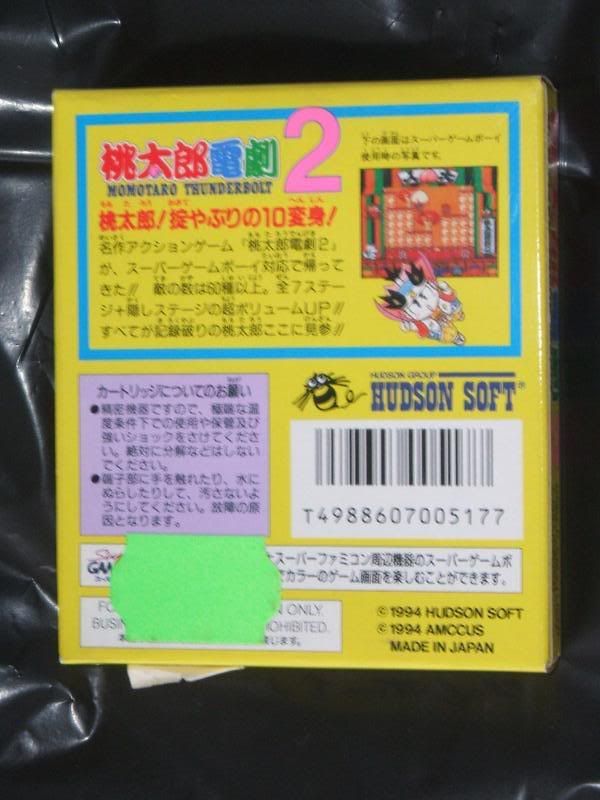 桃太郎電劇2
MOMOTARO THUNDERBOLT
桃太郎!掟やぶりの10変身!
名作アクションゲーム「桃太郎電劇2」
が、スーパーゲームボーイ対応で帰って
きた!! 敵の数は60種以上。全7ステー
ジ+隠しステージの超ボリュームUP!!
すべてが記録破りの桃太郎ここに見参!!
下の画面はスーパーゲームボーイ
使用時の写真です。
カートリッジについてのお願い
●精密機器ですので、極端な温
度条件下での使用や保管及び
強いショックをさけてくださ
い。絶対に分解などはしない
でください。
●端子部に手を触れたり、水に
ぬらしたりして、汚さないよ
うにしてください。故障の原
因となります。
HUDSON GROUP
HUDSON SOFT®
T4988607005177
スーパーファミコン周辺機器のスーパーゲームボ
カラーのゲーム画面を楽しむことができます。
ONLY.
©1994 HUDSON SOFT
©1994 AMCCUS
MADE IN JAPAN